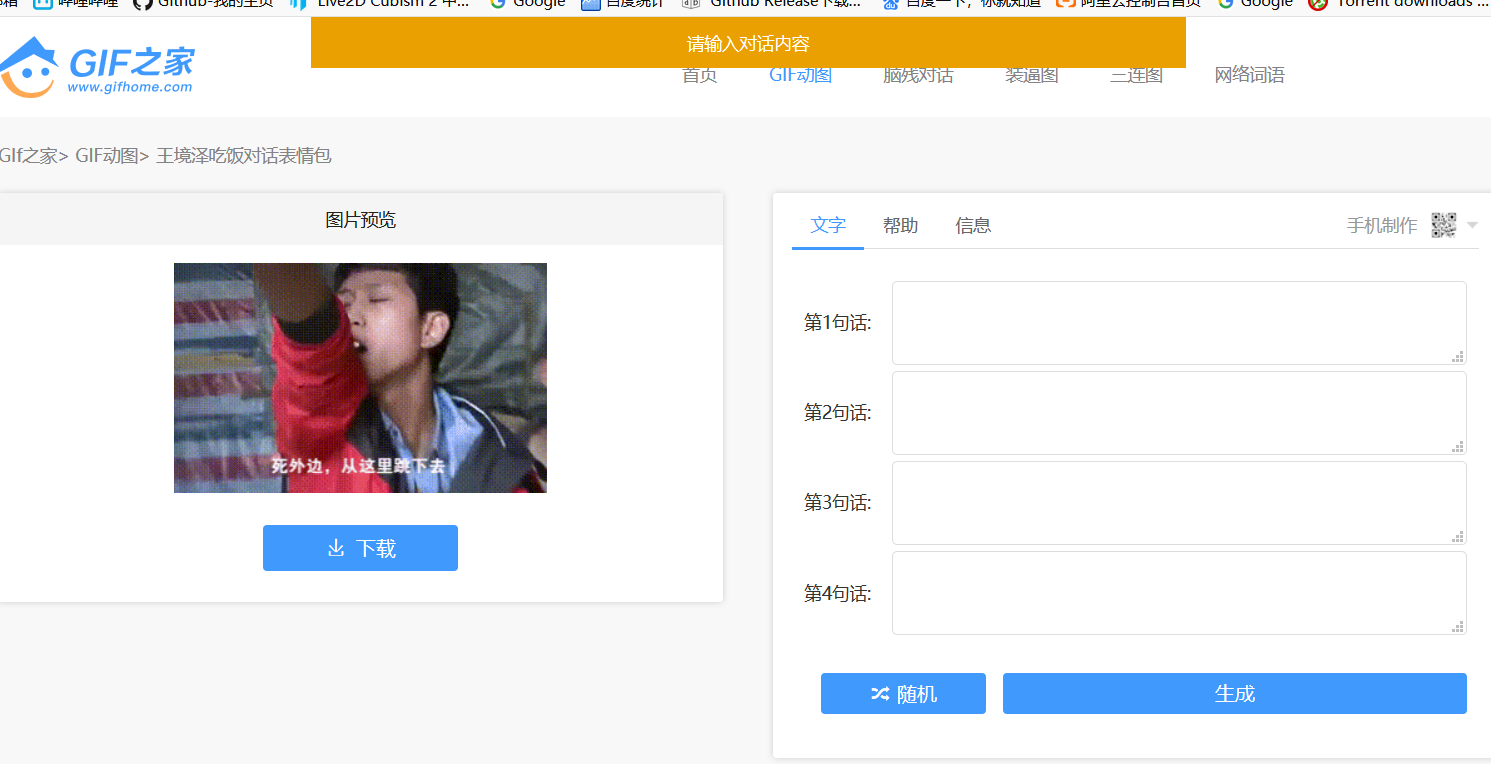 哔哩哔哩 Github-我的主页 Live2D Cubism 2 中... Google 百度统计 Github Release下载... 百度一下，你就知道 阿里云控制台首页 Google Torrent downloads ...
请输入对话内容
GIF之家
www.gifhome.com
首页 GIF动图 脑残对话 装逼图 三连图 网络词语
GIf之家> GIF动图> 王境泽吃饭对话表情包
图片预览
文字 帮助 信息 手机制作
死外边，从这里跳下去
下载
第1句话:
第2句话:
第3句话:
第4句话:
随机 生成